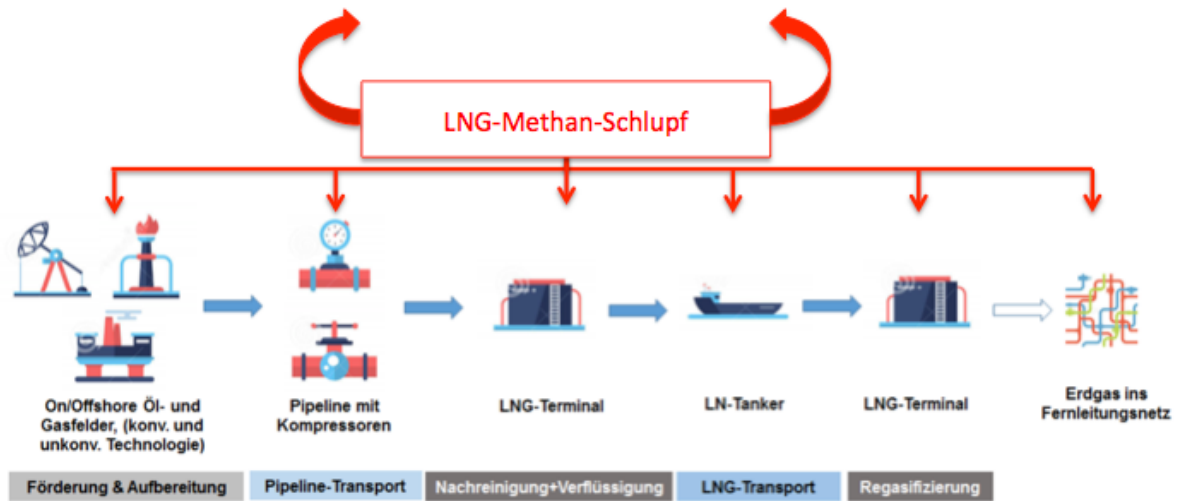 LNG-Methan-Schlupf
On/Offshore Öl- und
Gasfelder, (konv. und
unkonv. Technologie)
Pipeline mit
Kompressoren
LNG-Terminal
LN-Tanker
LNG-Terminal
Erdgas ins
Fernleitungsnetz
Förderung & Aufbereitung
Pipeline-Transport
Nachreinigung+Verflüssigung
LNG-Transport
Regasifizierung